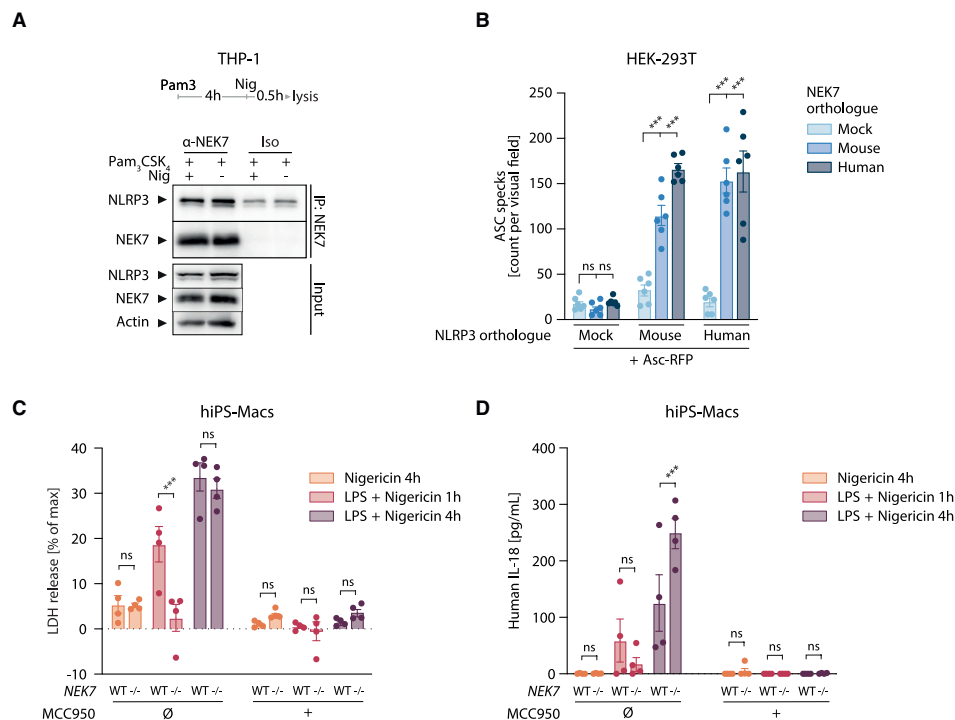 A
THP-1
Pam3 Nig
4h 0.5h lysis
α-NEK7 Iso
Pam3CSK4 + + + +
Nig + - + -
NLRP3
NEK7
IP: NEK7
NLRP3
NEK7
Actin
Input
B
HEK-293T
ASC specks
[count per visual field]
250
200
150
100
50
0
ns ns
*** ***
*** ***
NEK7
orthologue
Mock
Mouse
Human
NLRP3 orthologue Mock Mouse Human
+ Asc-RFP
C
hiPS-Macs
LDH release [% of max]
40
30
20
10
0
-10
ns *** ns ns ns ns
Nigericin 4h
LPS + Nigericin 1h
LPS + Nigericin 4h
NEK7 WT -/- WT -/- WT -/- WT -/- WT -/- WT -/-
MCC950 Ø +
D
hiPS-Macs
Human IL-18 [pg/mL]
400
300
200
100
0
ns ns *** ns ns ns
Nigericin 4h
LPS + Nigericin 1h
LPS + Nigericin 4h
NEK7 WT -/- WT -/- WT -/- WT -/- WT -/- WT -/-
MCC950 Ø +